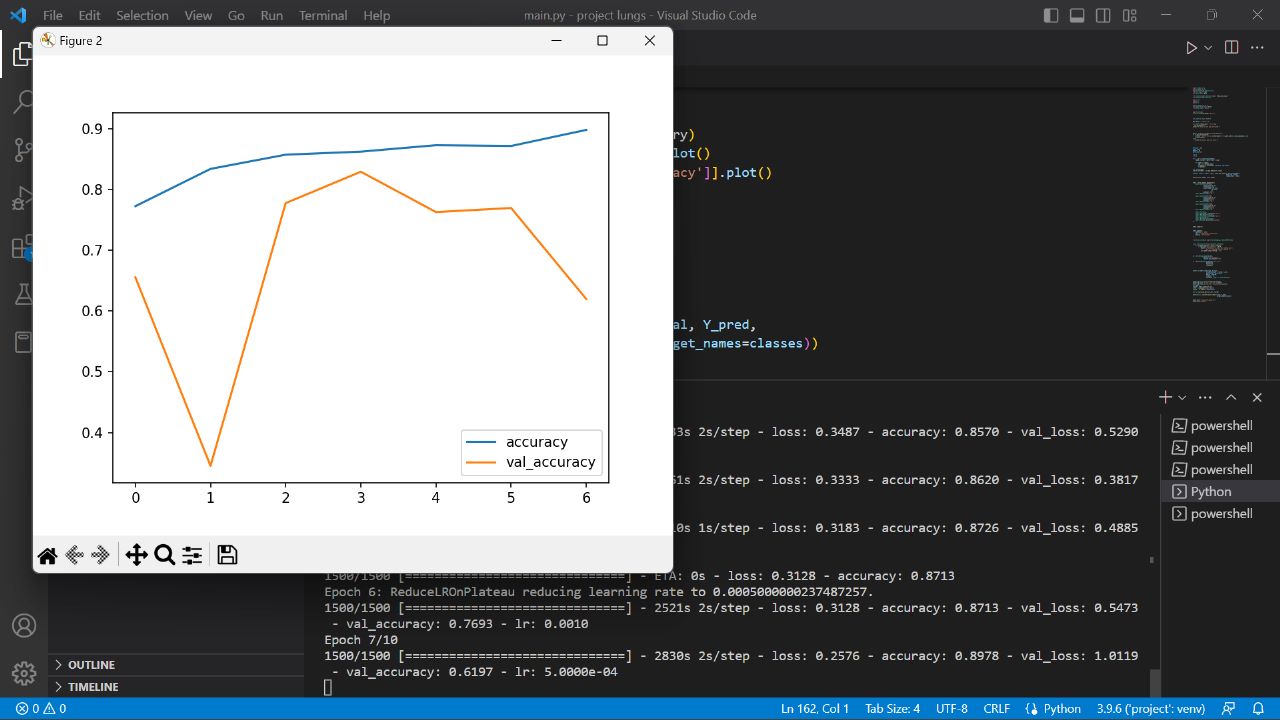 File Edit Selection View Go Run Terminal Help
main.py - project lungs - Visual Studio Code
Figure 2
0.9
0.8
0.7
0.6
0.5
0.4
0 1 2 3 4 5 6
accuracy
val_accuracy
ry)
lot()
acy']].plot()
al, Y_pred,
get_names=classes))
33s 2s/step - loss: 0.3487 - accuracy: 0.8570 - val_loss: 0.5290
51s 2s/step - loss: 0.3333 - accuracy: 0.8620 - val_loss: 0.3817
10s 1s/step - loss: 0.3183 - accuracy: 0.8726 - val_loss: 0.4885
1500/1500 [==============================] - ETA: 0s - loss: 0.3128 - accuracy: 0.8713
Epoch 6: ReduceLROnPlateau reducing learning rate to 0.0005000000237487257.
1500/1500 [==============================] - 2521s 2s/step - loss: 0.3128 - accuracy: 0.8713 - val_loss: 0.5473
- val_accuracy: 0.7693 - lr: 0.0010
Epoch 7/10
1500/1500 [==============================] - 2830s 2s/step - loss: 0.2576 - accuracy: 0.8978 - val_loss: 1.0119
- val_accuracy: 0.6197 - lr: 5.0000e-04
powershell
powershell
powershell
Python
powershell
OUTLINE
TIMELINE
0 0
Ln 162, Col 1 Tab Size: 4 UTF-8 CRLF Python 3.9.6 ('project': venv)